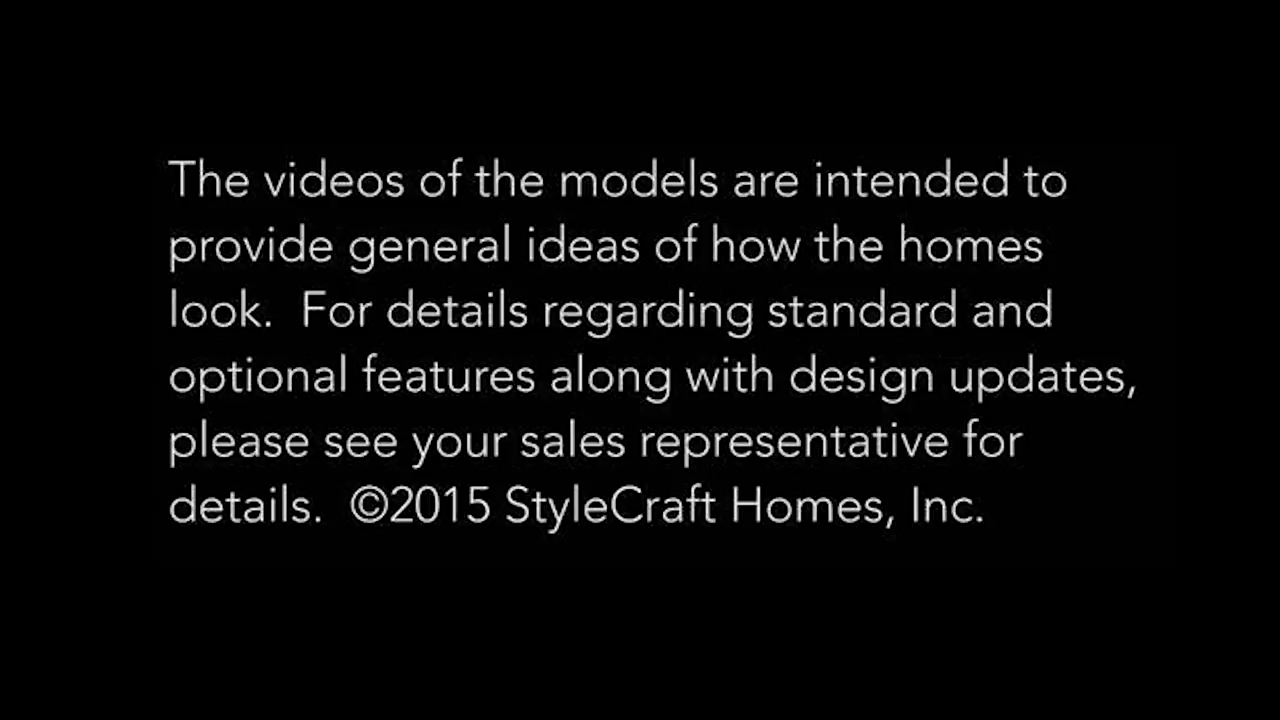 The videos of the models are intended to
provide general ideas of how the homes
look.  For details regarding standard and
optional features along with design updates,
please see your sales representative for
details.  ©2015 StyleCraft Homes, Inc.